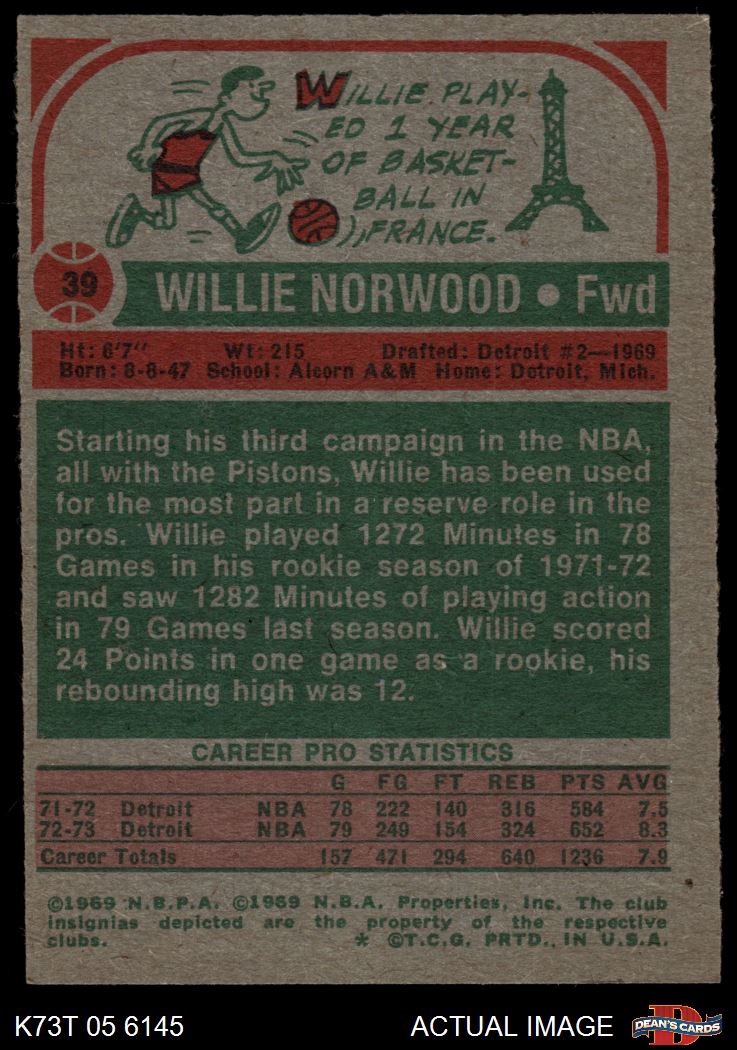 WILLIE PLAY-
ED 1 YEAR
OF BASKET-
BALL IN
FRANCE.
39
WILLIE NORWOOD • Fwd
Ht: 6'7" Wt: 215 Drafted: Detroit #2—1969
Born: 8-8-47 School: Alcorn A&M Home: Detroit, Mich.
Starting his third campaign in the NBA,
all with the Pistons, Willie has been used
for the most part in a reserve role in the
pros. Willie played 1272 Minutes in 78
Games in his rookie season of 1971-72
and saw 1282 Minutes of playing action
in 79 Games last season. Willie scored
24 Points in one game as a rookie, his
rebounding high was 12.
CAREER PRO STATISTICS
G FG FT REB PTS AVG
71-72 Detroit NBA 78 222 140 316 584 7.5
72-73 Detroit NBA 79 249 154 324 652 8.3
Career Totals 157 471 294 640 1236 7.9
©1969 N.B.P.A. ©1969 N.B.A. Properties, Inc. The club
insignias depicted are the property of the respective
clubs. * ©T.C.G. PRTD., IN U.S.A.
K73T 05 6145 ACTUAL IMAGE
D
DEAN'S CARDS